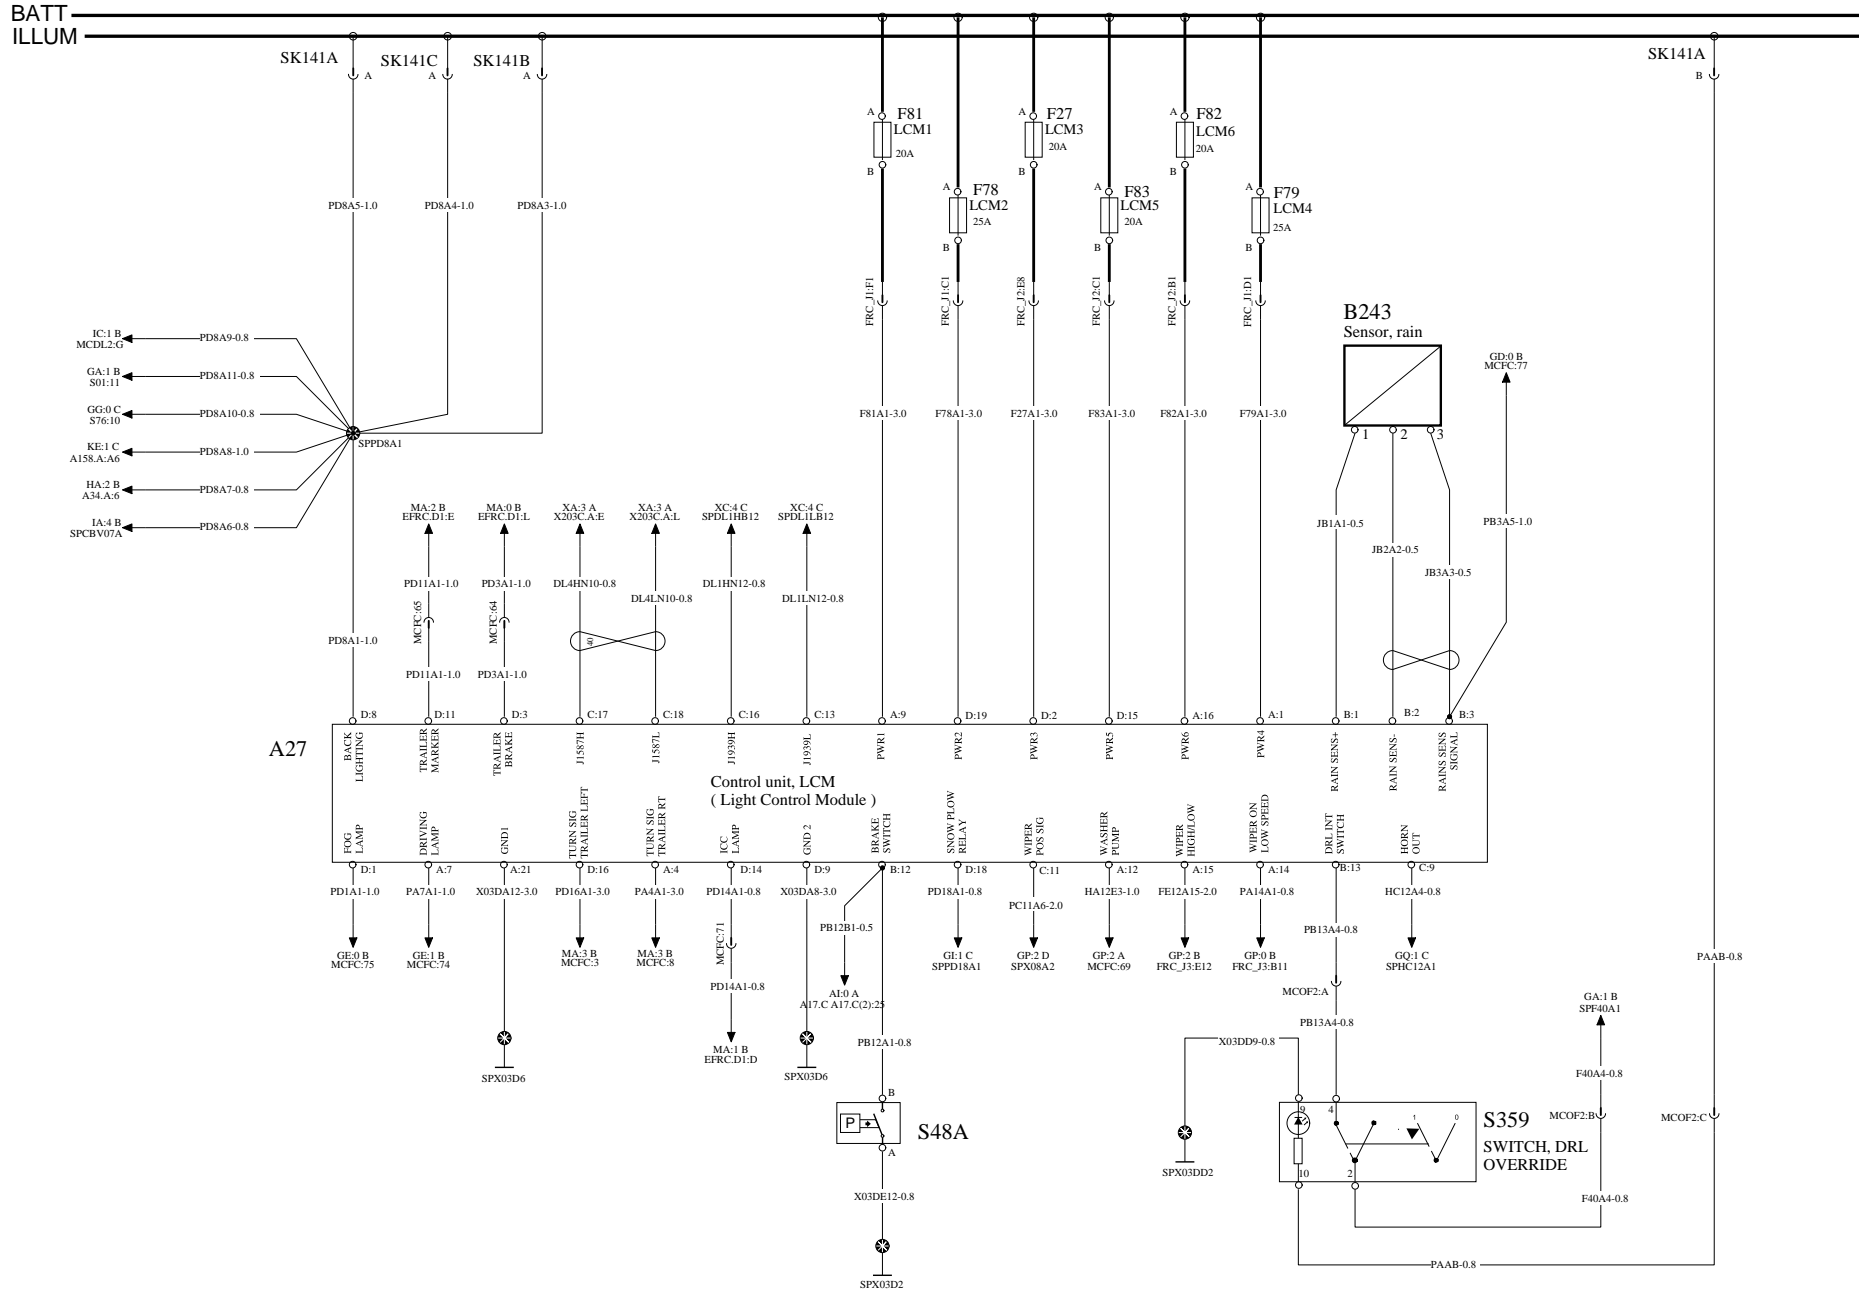 BATT
ILLUM
SK141A
A
SK141C
A
SK141B
A
SK141A
B
A
F81
LCM1
20A
B
A
F27
LCM3
20A
B
A
F82
LCM6
20A
B
A
F78
LCM2
25A
B
A
F83
LCM5
20A
B
A
F79
LCM4
25A
B
PD8A5-1.0
PD8A4-1.0
PD8A3-1.0
FRC_J1:F1
FRC_J1:C1
FRC_J2:E8
FRC_J2:C1
FRC_J2:B1
FRC_J1:D1
B243
Sensor, rain
1
2
3
GD:0 B
MCFC:77
IC:1 B
MCDL2:G
PD8A9-0.8
GA:1 B
S01:11
PD8A11-0.8
GG:0 C
S76:10
PD8A10-0.8
KE:1 C
A158.A:A6
PD8A8-1.0
HA:2 B
A34.A:6
PD8A7-0.8
IA:4 B
SPCBV07A
PD8A6-0.8
SPPD8A1
F81A1-3.0
F78A1-3.0
F27A1-3.0
F83A1-3.0
F82A1-3.0
F79A1-3.0
MA:2 B
EFRC.D1:E
MA:0 B
EFRC.D1:L
XA:3 A
X203C.A:E
XA:3 A
X203C.A:L
XC:4 C
SPDL1HB12
XC:4 C
SPDL1LB12
JB1A1-0.5
JB2A2-0.5
JB3A3-0.5
PB3A5-1.0
PD11A1-1.0
PD3A1-1.0
DL4HN10-0.8
DL4LN10-0.8
DL1HN12-0.8
DL1LN12-0.8
MCFC:65
MCFC:64
40
PD8A1-1.0
PD11A1-1.0
PD3A1-1.0
D:8
D:11
D:3
C:17
C:18
C:16
C:13
A:9
D:19
D:2
D:15
A:16
A:1
B:1
B:2
B:3
A27
BACK
LIGHTING
TRAILER
MARKER
TRAILER
BRAKE
J1587H
J1587L
J1939H
J1939L
PWR1
PWR2
PWR3
PWR5
PWR6
PWR4
RAIN SENS+
RAIN SENS-
RAINS SENS
SIGNAL
Control unit, LCM
( Light Control Module )
FOG
LAMP
DRIVING
LAMP
GND1
TURN SIG
TRAILER LEFT
TURN SIG
TRAILER RT
ICC
LAMP
GND 2
BRAKE
SWITCH
SNOW PLOW
RELAY
WIPER
POS SIG
WASHER
PUMP
WIPER
HIGH/LOW
WIPER ON
LOW SPEED
DRL INT
SWITCH
HORN
OUT
D:1
A:7
A:21
D:16
A:4
D:14
D:9
B:12
D:18
C:11
A:12
A:15
A:14
B:13
C:9
PD1A1-1.0
PA7A1-1.0
X03DA12-3.0
PD16A1-3.0
PA4A1-3.0
PD14A1-0.8
X03DA8-3.0
PB12B1-0.5
PD18A1-0.8
PC11A6-2.0
HA12E3-1.0
FE12A15-2.0
PA14A1-0.8
PB13A4-0.8
HC12A4-0.8
GE:0 B
MCFC:75
GE:1 B
MCFC:74
MA:3 B
MCFC:3
MA:3 B
MCFC:8
MCFC:71
GI:1 C
SPPD18A1
GP:2 D
SPX08A2
GP:2 A
MCFC:69
GP:2 B
FRC_J3:E12
GP:0 B
FRC_J3:B11
GQ:1 C
SPHC12A1
PAAB-0.8
PD14A1-0.8
AI:0 A
A17.C A17.C(2):25
MCOF2:A
GA:1 B
SPF40A1
MA:1 B
EFRC.D1:D
PB12A1-0.8
PB13A4-0.8
X03DD9-0.8
SPX03D6
SPX03D6
F40A4-0.8
B
P
S48A
A
9
4
1
0
10
2
S359
SWITCH, DRL
OVERRIDE
MCOF2:B
MCOF2:C
SPX03DD2
X03DE12-0.8
F40A4-0.8
PAAB-0.8
SPX03D2